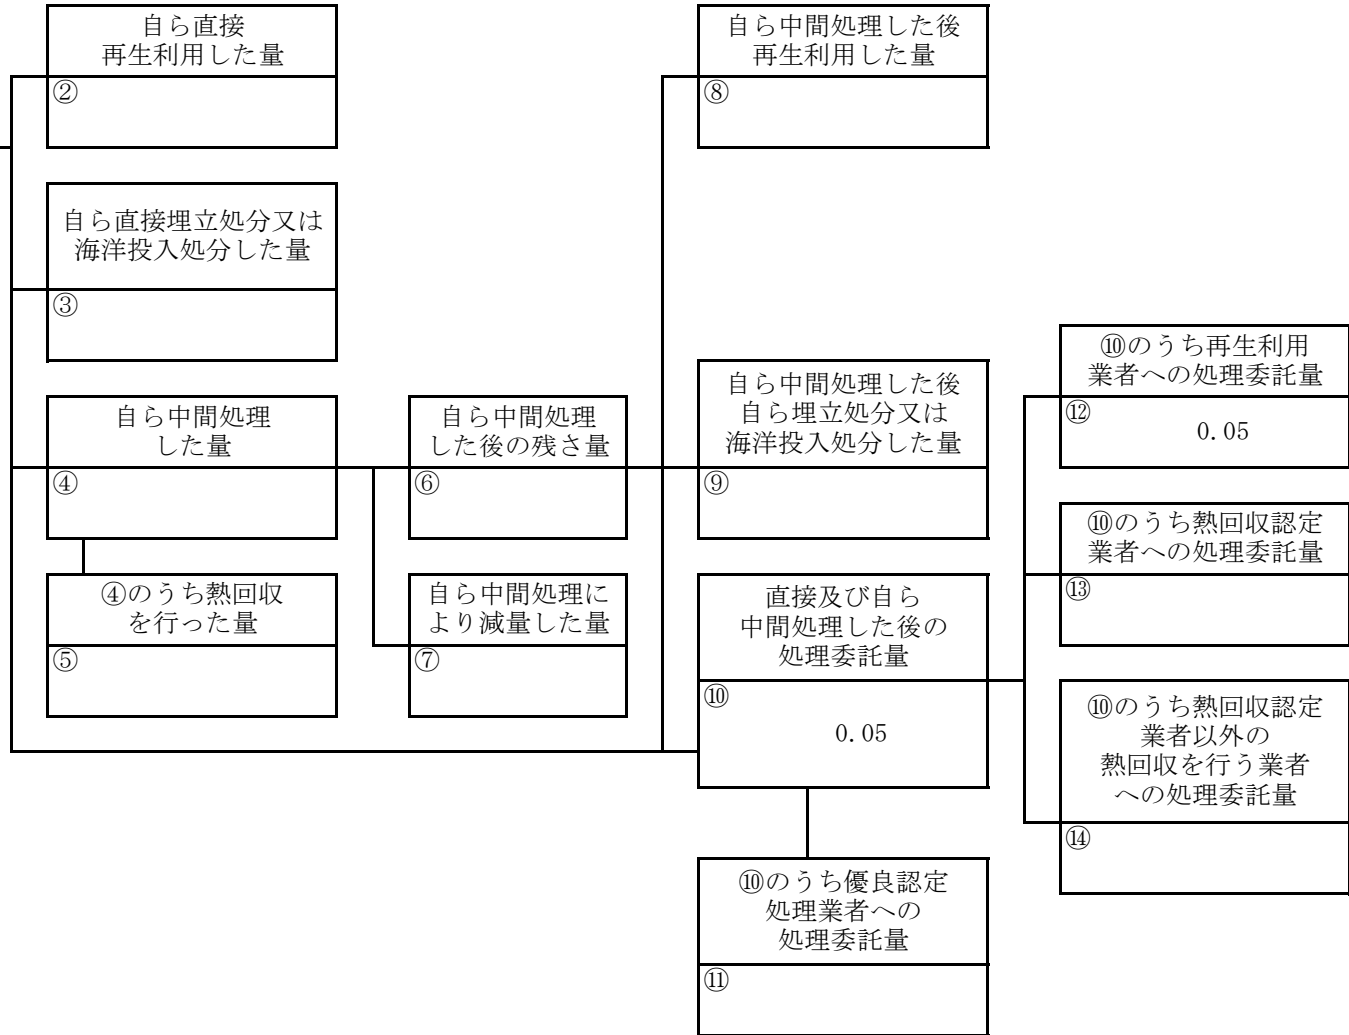 自ら直接
再生利用した量
②
自ら中間処理した後
再生利用した量
⑧
自ら直接埋立処分又は
海洋投入処分した量
③
⑩のうち再生利用
業者への処理委託量
⑫
0.05
自ら中間処理
した量
④
自ら中間処理
した後の残さ量
⑥
自ら中間処理した後
自ら埋立処分又は
海洋投入処分した量
⑨
⑩のうち熱回収認定
業者への処理委託量
⑬
④のうち熱回収
を行った量
⑤
自ら中間処理に
より減量した量
⑦
直接及び自ら
中間処理した後の
処理委託量
⑩
0.05
⑩のうち熱回収認定
業者以外の
熱回収を行う業者
への処理委託量
⑭
⑩のうち優良認定
処理業者への
処理委託量
⑪